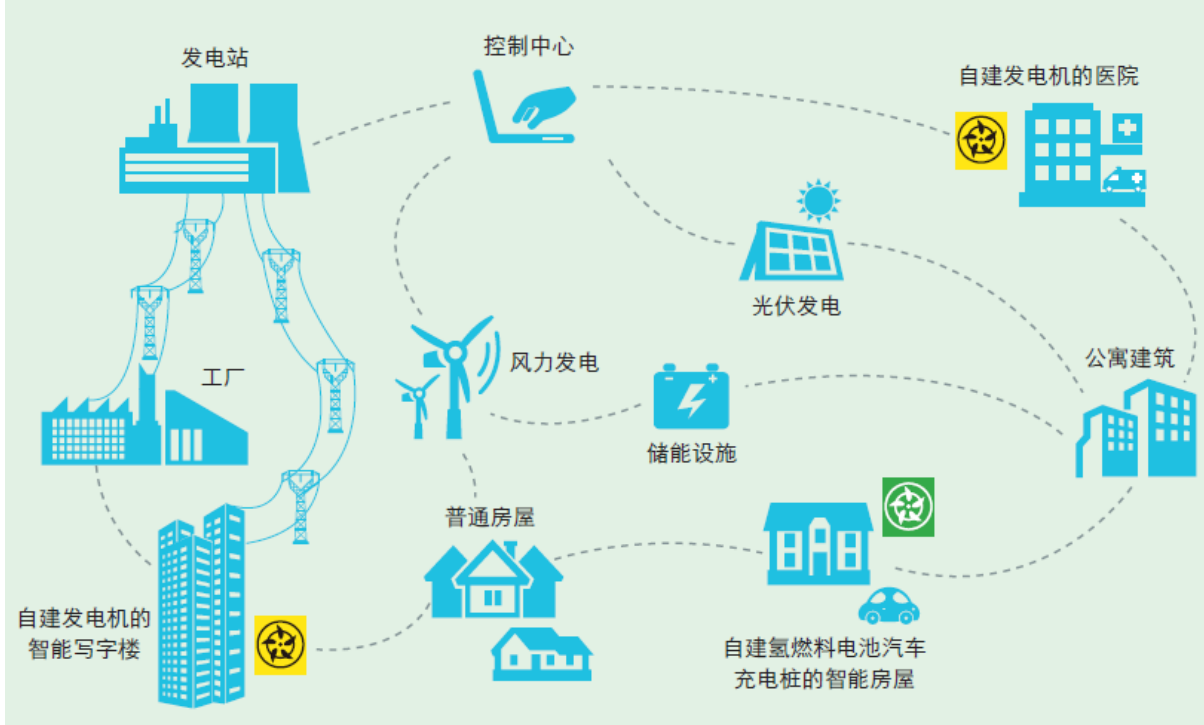 发电站
控制中心
自建发电机的医院
光伏发电
工厂
风力发电
公寓建筑
储能设施
普通房屋
自建发电机的
智能写字楼
自建氢燃料电池汽车
充电桩的智能房屋